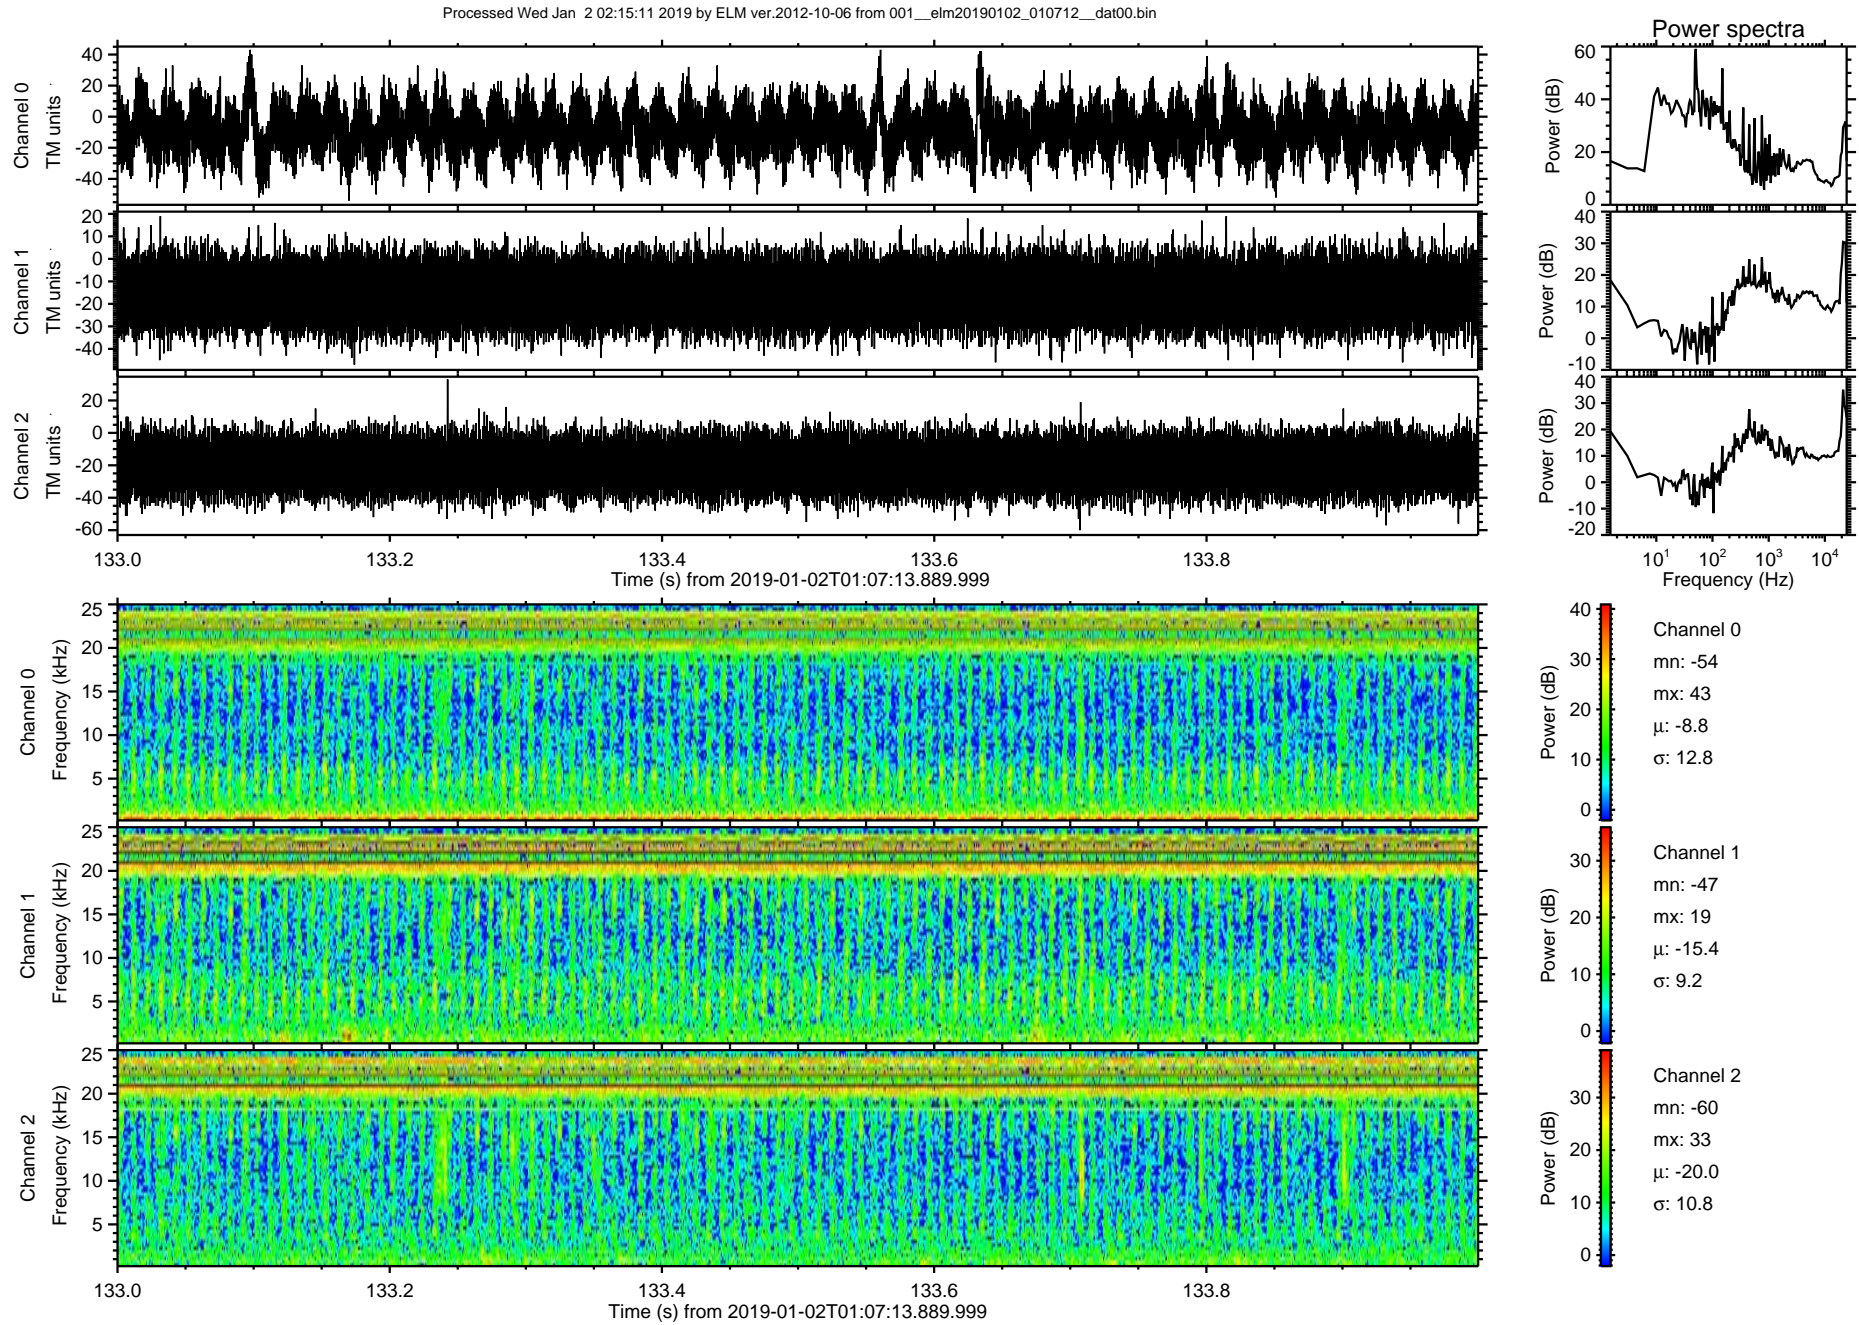 Processed Wed Jan  2 02:15:11 2019 by ELM ver.2012-10-06 from 001__elm20190102_010712__dat00.bin
Power spectra
Channel 0
TM units
40
20
0
-20
-40
Power (dB)
60
40
20
0
Channel 1
TM units
20
10
0
-10
-20
-30
-40
Power (dB)
40
30
20
10
0
-10
Channel 2
TM units
20
0
-20
-40
-60
Power (dB)
40
30
20
10
0
-10
-20
133.0 133.2 133.4 133.6 133.8
Time (s) from 2019-01-02T01:07:13.889.999
10^1 10^2 10^3 10^4
Frequency (Hz)
Channel 0
Frequency (kHz)
25
20
15
10
5
Power (dB)
40
30
20
10
0
Channel 0
mn: -54
mx: 43
μ: -8.8
σ: 12.8
Channel 1
Frequency (kHz)
25
20
15
10
5
Power (dB)
30
20
10
0
Channel 1
mn: -47
mx: 19
μ: -15.4
σ: 9.2
Channel 2
Frequency (kHz)
25
20
15
10
5
Power (dB)
30
20
10
0
Channel 2
mn: -60
mx: 33
μ: -20.0
σ: 10.8
133.0 133.2 133.4 133.6 133.8
Time (s) from 2019-01-02T01:07:13.889.999